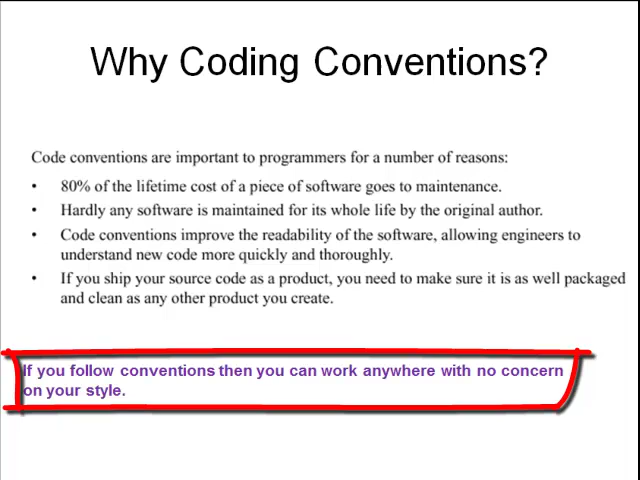 Why Coding Conventions?
Code conventions are important to programmers for a number of reasons:
• 80% of the lifetime cost of a piece of software goes to maintenance.
• Hardly any software is maintained for its whole life by the original author.
• Code conventions improve the readability of the software, allowing engineers to
understand new code more quickly and thoroughly.
• If you ship your source code as a product, you need to make sure it is as well packaged
and clean as any other product you create.
If you follow conventions then you can work anywhere with no concern
on your style.